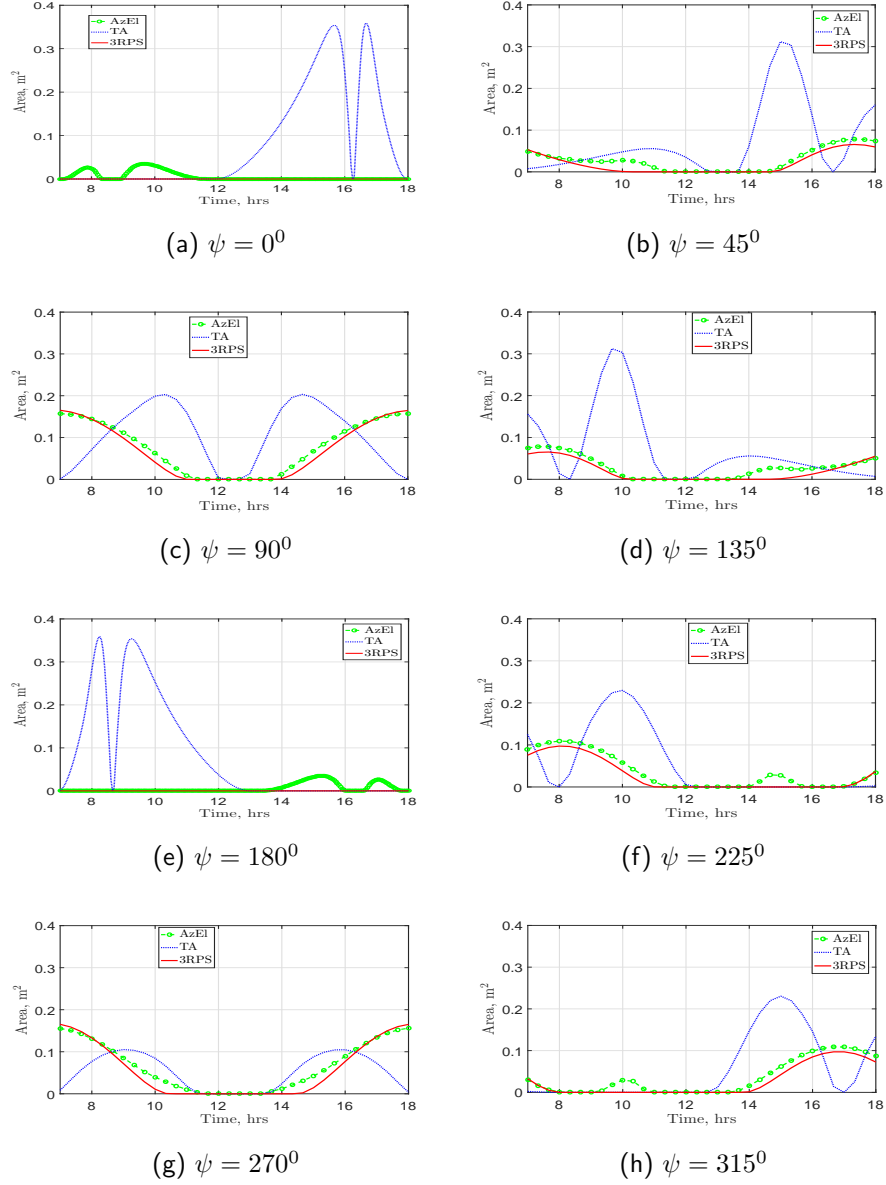 0.4
0.3
0.2
0.1
0
Area, m²
AzEl
TA
3RPS
8 10 12 14 16 18
Time, hrs
(a) ψ = 0⁰
0.4
0.3
0.2
0.1
0
Area, m²
AzEl
TA
3RPS
8 10 12 14 16 18
Time, hrs
(b) ψ = 45⁰
0.4
0.3
0.2
0.1
0
Area, m²
AzEl
TA
3RPS
8 10 12 14 16 18
Time, hrs
(c) ψ = 90⁰
0.4
0.3
0.2
0.1
0
Area, m²
AzEl
TA
3RPS
8 10 12 14 16 18
Time, hrs
(d) ψ = 135⁰
0.4
0.3
0.2
0.1
0
Area, m²
AzEl
TA
3RPS
8 10 12 14 16 18
Time, hrs
(e) ψ = 180⁰
0.4
0.3
0.2
0.1
0
Area, m²
AzEl
TA
3RPS
8 10 12 14 16 18
Time, hrs
(f) ψ = 225⁰
0.4
0.3
0.2
0.1
0
Area, m²
AzEl
TA
3RPS
8 10 12 14 16 18
Time, hrs
(g) ψ = 270⁰
0.4
0.3
0.2
0.1
0
Area, m²
AzEl
TA
3RPS
8 10 12 14 16 18
Time, hrs
(h) ψ = 315⁰